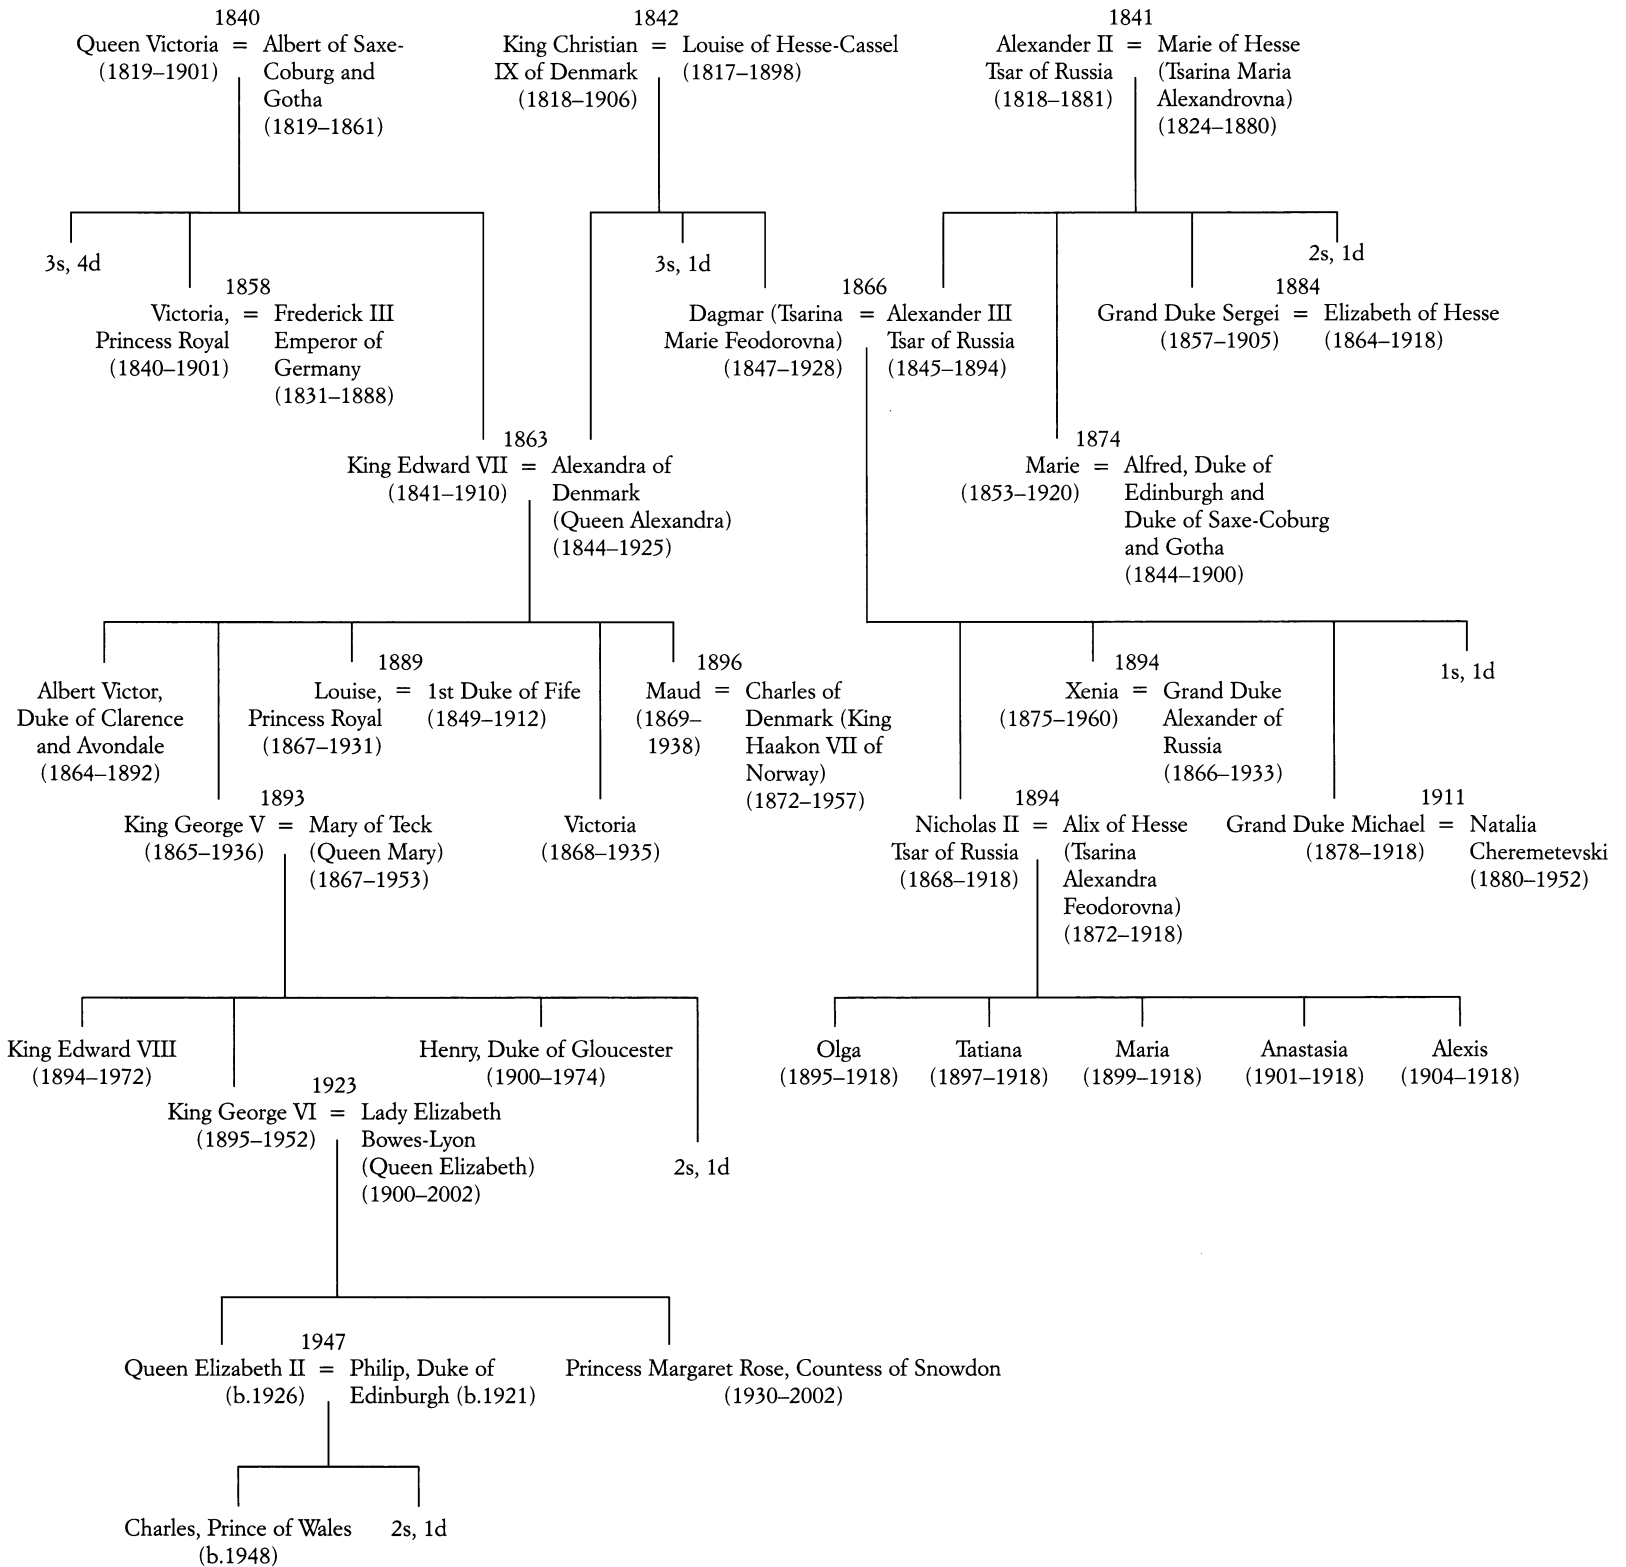 1840
Queen Victoria = Albert of Saxe-
(1819–1901) Coburg and
Gotha
(1819–1861)
1842
King Christian = Louise of Hesse-Cassel
IX of Denmark (1817–1898)
(1818–1906)
1841
Alexander II = Marie of Hesse
Tsar of Russia (Tsarina Maria
(1818–1881) Alexandrovna)
(1824–1880)
3s, 4d
1858
Victoria, = Frederick III
Princess Royal Emperor of
(1840–1901) Germany
(1831–1888)
3s, 1d
1866
Dagmar (Tsarina = Alexander III
Marie Feodorovna) Tsar of Russia
(1847–1928) (1845–1894)
2s, 1d
1884
Grand Duke Sergei = Elizabeth of Hesse
(1857–1905) (1864–1918)
1863
King Edward VII = Alexandra of
(1841–1910) Denmark
(Queen Alexandra)
(1844–1925)
1874
Marie = Alfred, Duke of
(1853–1920) Edinburgh and
Duke of Saxe-Coburg
and Gotha
(1844–1900)
Albert Victor,
Duke of Clarence
and Avondale
(1864–1892)
1889
Louise, = 1st Duke of Fife
Princess Royal (1849–1912)
(1867–1931)
1896
Maud = Charles of
(1869– Denmark (King
1938) Haakon VII of
Norway)
(1872–1957)
1894
Xenia = Grand Duke
(1875–1960) Alexander of
Russia
(1866–1933)
1s, 1d
1893
King George V = Mary of Teck
(1865–1936) (Queen Mary)
(1867–1953)
Victoria
(1868–1935)
1894
Nicholas II = Alix of Hesse
Tsar of Russia (Tsarina
(1868–1918) Alexandra
Feodorovna)
(1872–1918)
1911
Grand Duke Michael = Natalia
(1878–1918) Cheremetevski
(1880–1952)
King Edward VIII
(1894–1972)
1923
King George VI = Lady Elizabeth
(1895–1952) Bowes-Lyon
(Queen Elizabeth)
(1900–2002)
Henry, Duke of Gloucester
(1900–1974)
2s, 1d
Olga
(1895–1918)
Tatiana
(1897–1918)
Maria
(1899–1918)
Anastasia
(1901–1918)
Alexis
(1904–1918)
1947
Queen Elizabeth II = Philip, Duke of
(b.1926) Edinburgh (b.1921)
Princess Margaret Rose, Countess of Snowdon
(1930–2002)
Charles, Prince of Wales
(b.1948)
2s, 1d